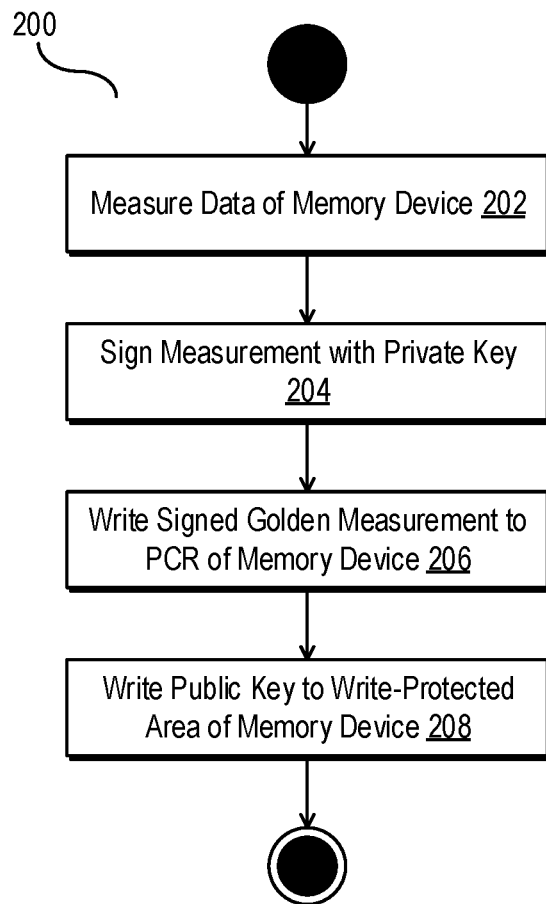 200
Measure Data of Memory Device 202
Sign Measurement with Private Key
204
Write Signed Golden Measurement to
PCR of Memory Device 206
Write Public Key to Write-Protected
Area of Memory Device 208